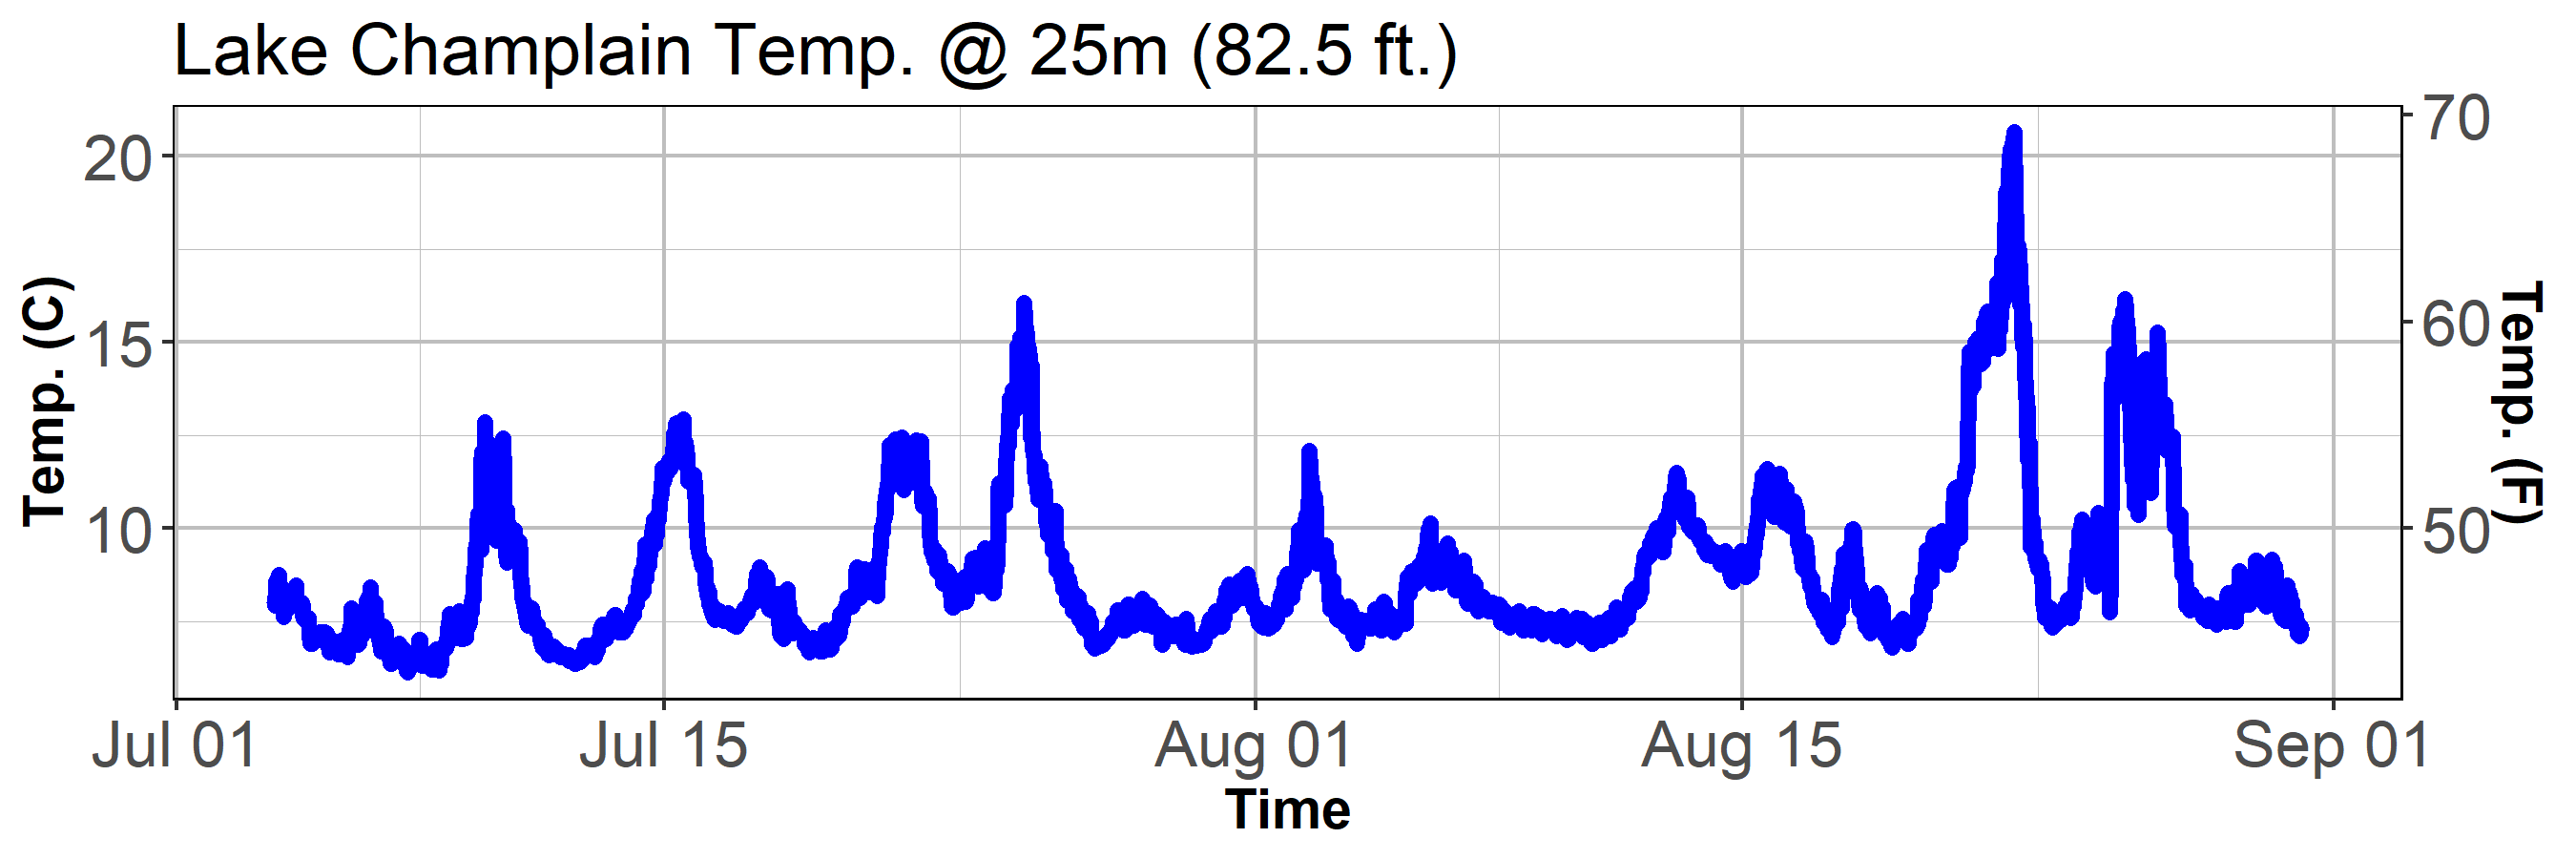 Lake Champlain Temp. @ 25m (82.5 ft.)
Temp. (C)
20
15
10
70
60
50
Temp. (F)
Jul 01
Jul 15
Aug 01
Aug 15
Sep 01
Time